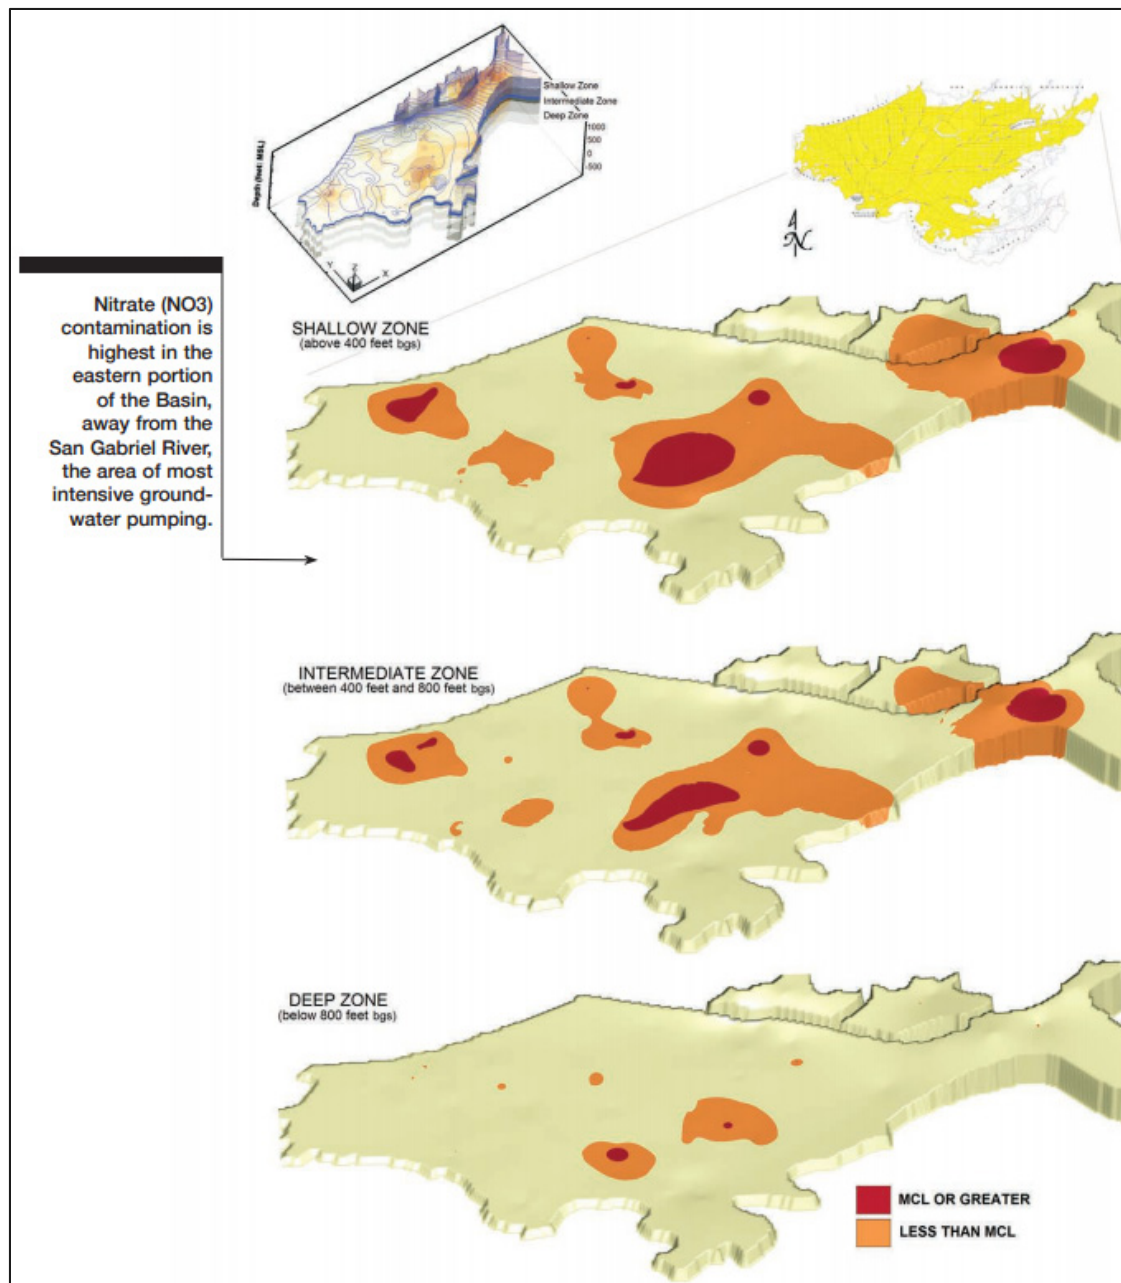 Shallow Zone
Intermediate Zone
Deep Zone
1000
500
0
-500
Depth (feet: MSL)
Y
Z
X
N
Nitrate (NO3)
contamination is
highest in the
eastern portion
of the Basin,
away from the
San Gabriel River,
the area of most
intensive ground-
water pumping.
SHALLOW ZONE
(above 400 feet bgs)
INTERMEDIATE ZONE
(between 400 feet and 800 feet bgs)
DEEP ZONE
(below 800 feet bgs)
MCL OR GREATER
LESS THAN MCL